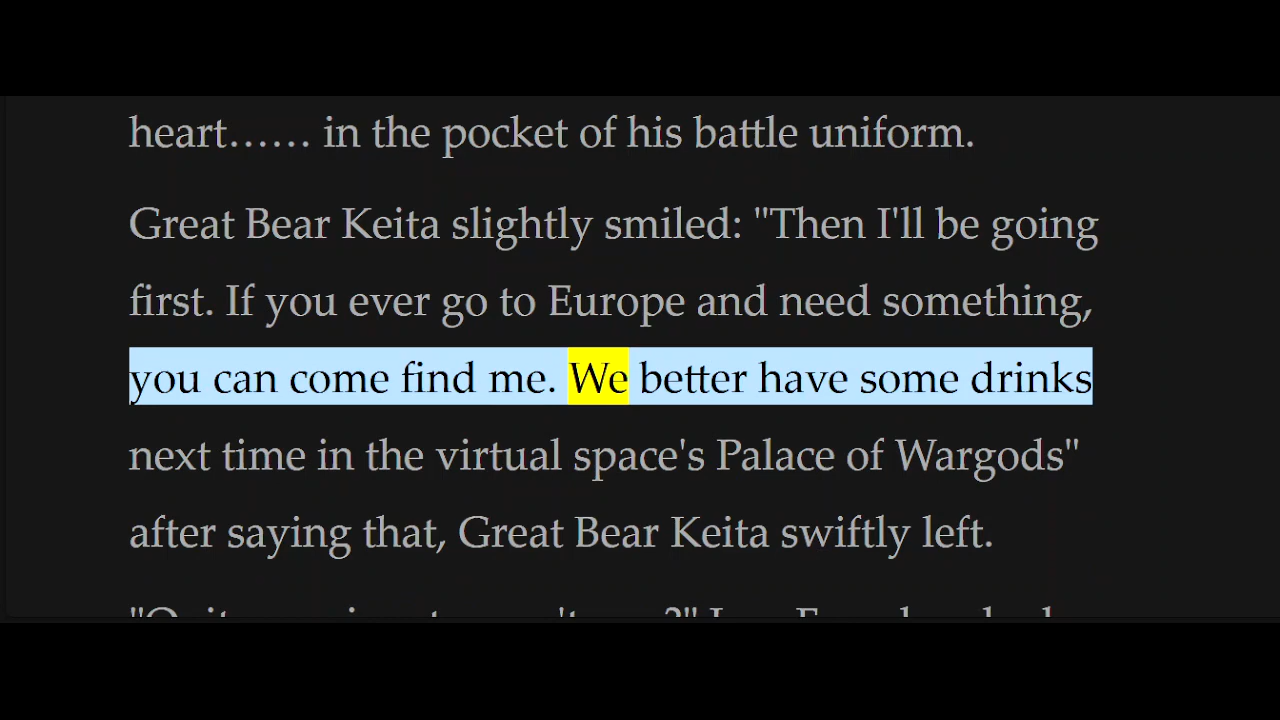 heart…… in the pocket of his battle uniform.
Great Bear Keita slightly smiled: "Then I'll be going
first. If you ever go to Europe and need something,
you can come find me. We better have some drinks
next time in the virtual space's Palace of Wargods"
after saying that, Great Bear Keita swiftly left.